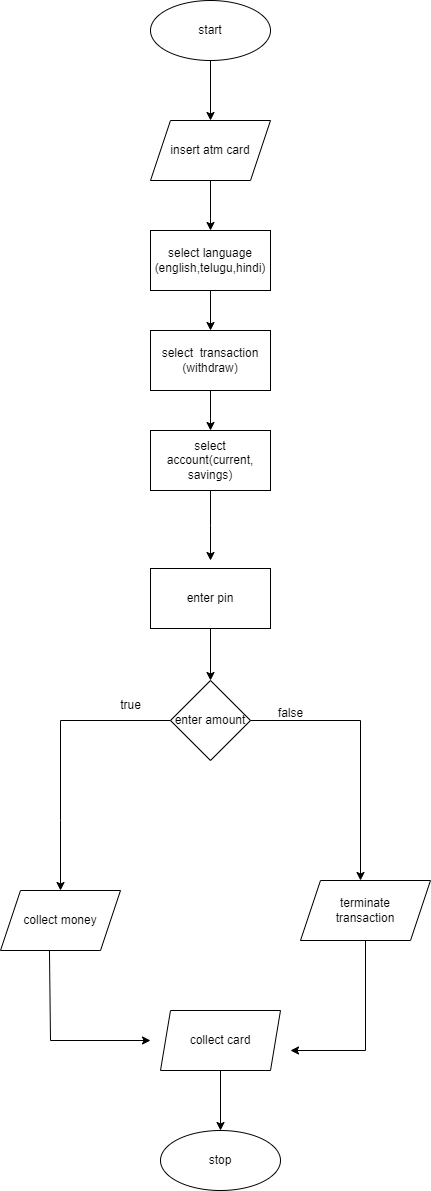 start
insert atm card
select language
(english,telugu,hindi)
select  transaction
(withdraw)
select
account(current,
savings)
enter pin
true
enter amount
false
collect money
terminate
transaction
collect card
stop